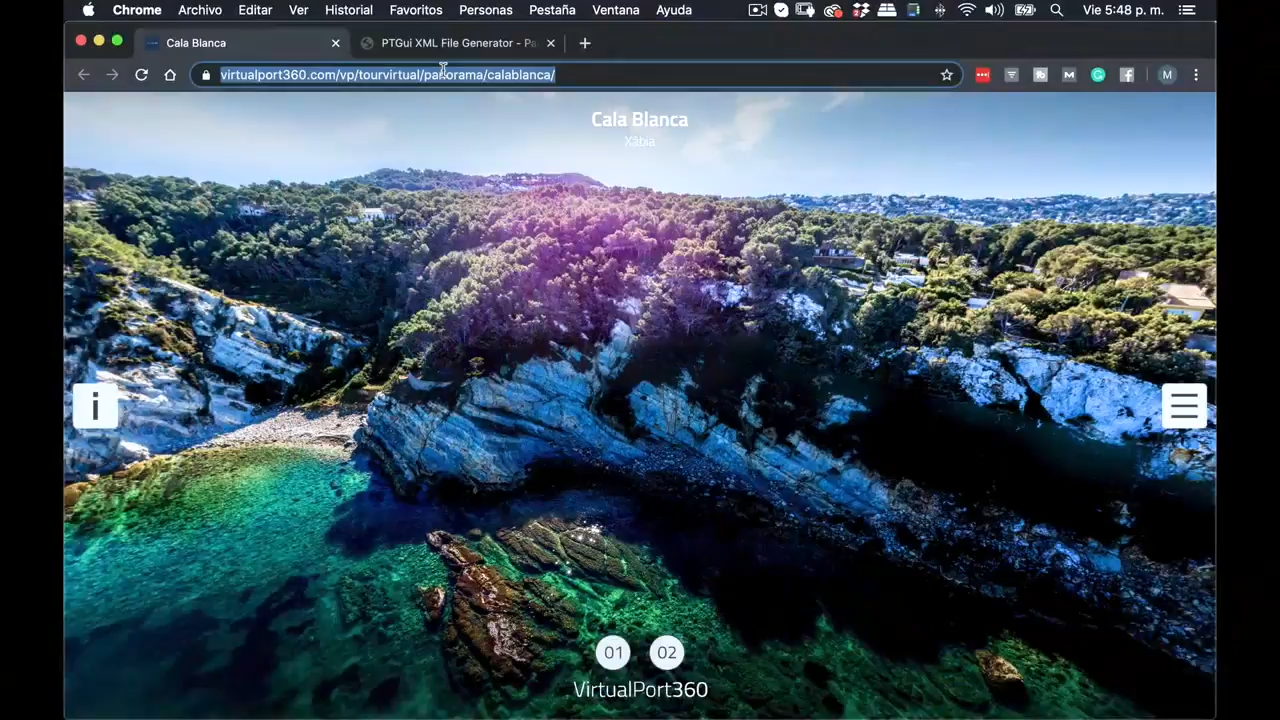 Chrome Archivo Editar Ver Historial Favoritos Personas Pestaña Ventana Ayuda Vie 5:48 p. m.
Cala Blanca PTGui XML File Generator - Pa
virtualport360.com/vp/tourvirtual/panorama/calablanca/ M M
Cala Blanca
Xàbia
i
01 02
VirtualPort360